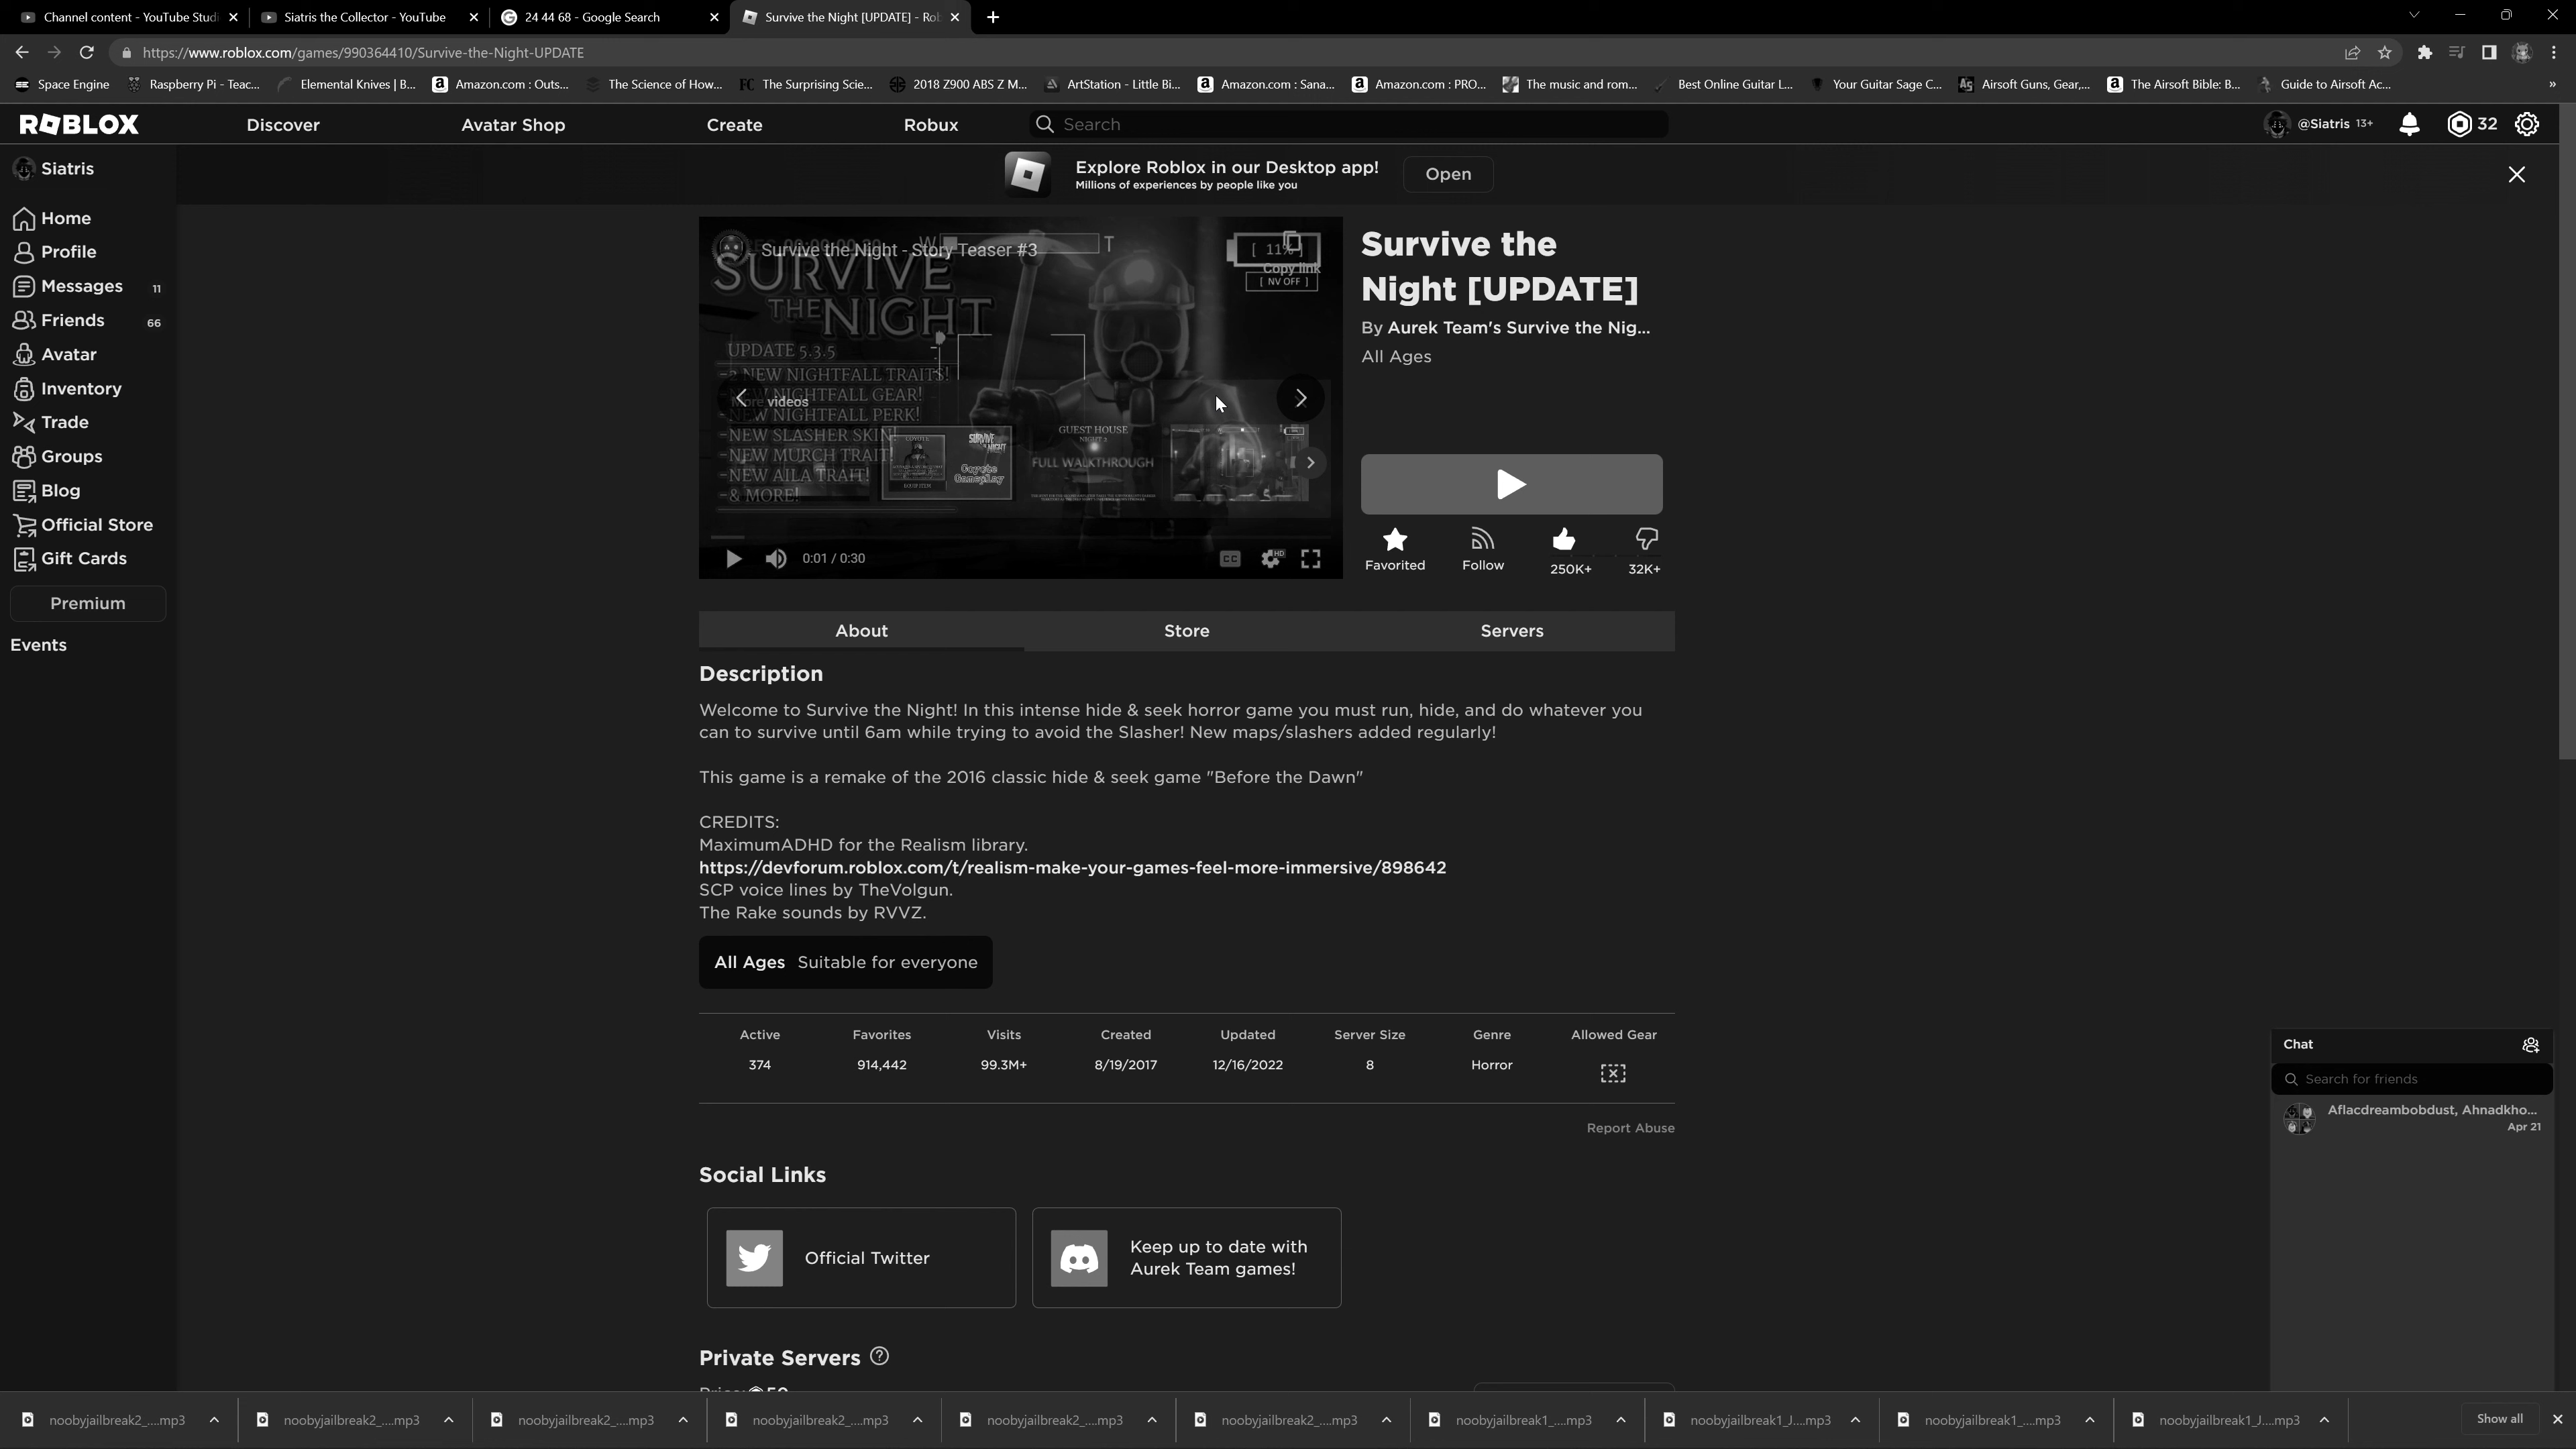 Channel content - YouTube Studi
Siatris the Collector - YouTube
24 44 68 - Google Search
Survive the Night [UPDATE] - Rob
https://www.roblox.com/games/990364410/Survive-the-Night-UPDATE
Space Engine
Raspberry Pi - Teac...
Elemental Knives | B...
Amazon.com : Outs...
The Science of How...
The Surprising Scie...
2018 Z900 ABS Z M...
ArtStation - Little Bi...
Amazon.com : Sana...
Amazon.com : PRO...
The music and rom...
Best Online Guitar L...
Your Guitar Sage C...
Airsoft Guns, Gear,...
The Airsoft Bible: B...
Guide to Airsoft Ac...
ROBLOX
Discover
Avatar Shop
Create
Robux
Search
@Siatris 13+
32
Siatris
Home
Profile
Messages 11
Friends 66
Avatar
Inventory
Trade
Groups
Blog
Official Store
Gift Cards
Premium
Events
Explore Roblox in our Desktop app!
Millions of experiences by people like you
Open
Survive the Night - Story Teaser #3
W T
[ 11% ]
Copy link
[ NV OFF ]
SURVIVE
THE NIGHT
UPDATE 5.3.5
NEW NIGHTFALL TRAITS!
NEW NIGHTFALL GEAR!
More videos
NEW NIGHTFALL PERK!
-NEW SLASHER SKIN!
-NEW MURCH TRAIT!
-NEW AILA TRAIT!
-& MORE!
COYOTE
SURVIVE THE NIGHT
Coyote
Gameplay
GUEST HOUSE
NIGHT 2
FULL WALKTHROUGH
0:01 / 0:30
CC
HD
Survive the
Night [UPDATE]
By Aurek Team's Survive the Nig...
All Ages
Favorited
Follow
250K+
32K+
About
Store
Servers
Description
Welcome to Survive the Night! In this intense hide & seek horror game you must run, hide, and do whatever you
can to survive until 6am while trying to avoid the Slasher! New maps/slashers added regularly!
This game is a remake of the 2016 classic hide & seek game "Before the Dawn"
CREDITS:
MaximumADHD for the Realism library.
https://devforum.roblox.com/t/realism-make-your-games-feel-more-immersive/898642
SCP voice lines by TheVolgun.
The Rake sounds by RVVZ.
All Ages Suitable for everyone
Active Favorites Visits Created Updated Server Size Genre Allowed Gear
374 914,442 99.3M+ 8/19/2017 12/16/2022 8 Horror
Report Abuse
Social Links
Official Twitter
Keep up to date with
Aurek Team games!
Private Servers
Chat
Search for friends
Aflacdreambobdust, Ahnadkho...
Apr 21
noobyjailbreak2_....mp3
noobyjailbreak2_....mp3
noobyjailbreak2_....mp3
noobyjailbreak2_....mp3
noobyjailbreak2_....mp3
noobyjailbreak2_....mp3
noobyjailbreak1_....mp3
noobyjailbreak1_J....mp3
noobyjailbreak1_....mp3
noobyjailbreak1_J....mp3
Show all